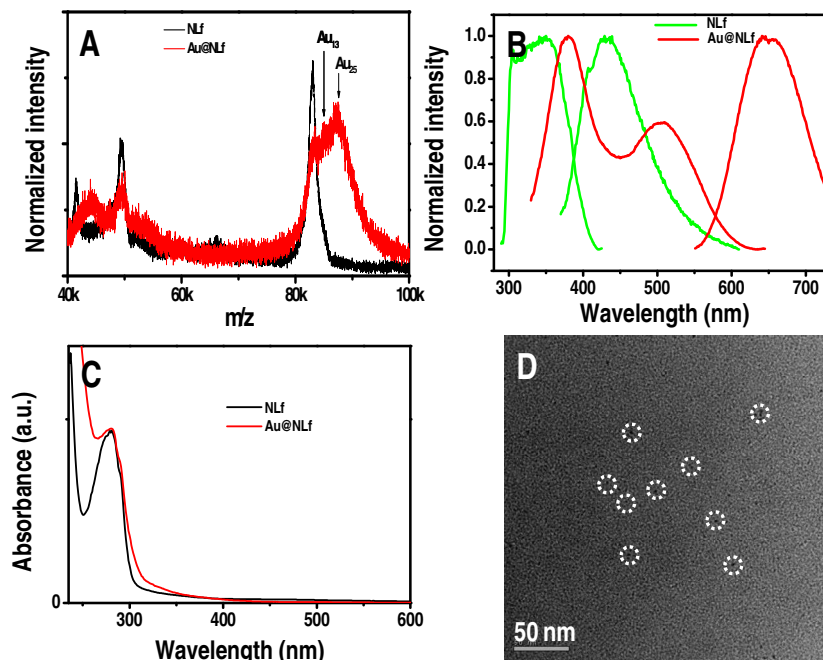 A
NLf
Au@NLf
Au13
Au25
Normalized intensity
40k 60k 80k 100k
m/z
B
NLf
Au@NLf
Normalized intensity
1.0
0.8
0.6
0.4
0.2
0.0
290 400 500 600 700
Wavelength (nm)
C
NLf
Au@NLf
Absorbance (a.u.)
0
300 400 500 600
Wavelength (nm)
D
50 nm